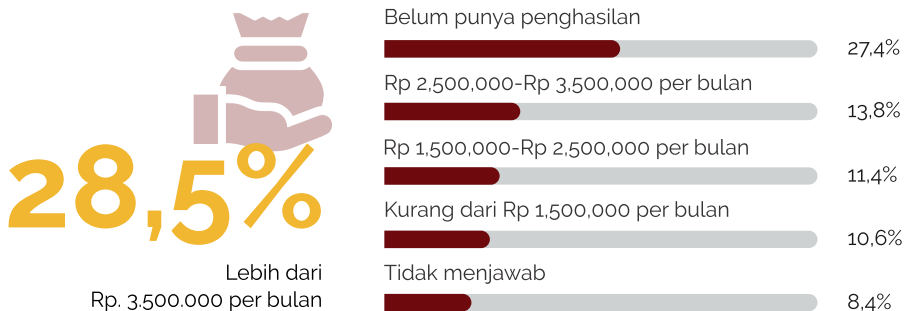 28,5%
Lebih dari
Rp. 3.500.000 per bulan
Belum punya penghasilan
27,4%
Rp 2,500,000-Rp 3,500,000 per bulan
13,8%
Rp 1,500,000-Rp 2,500,000 per bulan
11,4%
Kurang dari Rp 1,500,000 per bulan
10,6%
Tidak menjawab
8,4%